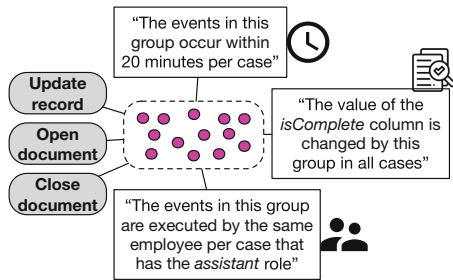 “The events in this
group occur within
20 minutes per case”
Update
record
Open
document
Close
document
“The value of the
isComplete column is
changed by this
group in all cases”
“The events in this group
are executed by the same
employee per case that
has the assistant role”